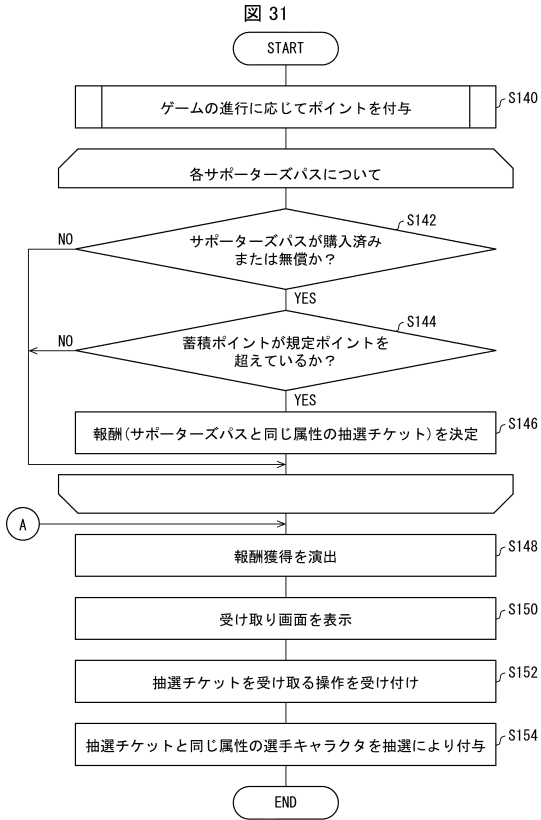 図 31
START
ゲームの進行に応じてポイントを付与
S140
各サポーターズパスについて
S142
サポーターズパスが購入済み
または無償か？
NO
YES
S144
蓄積ポイントが規定ポイントを
超えているか？
NO
YES
報酬(サポーターズパスと同じ属性の抽選チケット)を決定
S146
A
報酬獲得を演出
S148
受け取り画面を表示
S150
抽選チケットを受け取る操作を受け付け
S152
抽選チケットと同じ属性の選手キャラクタを抽選により付与
S154
END